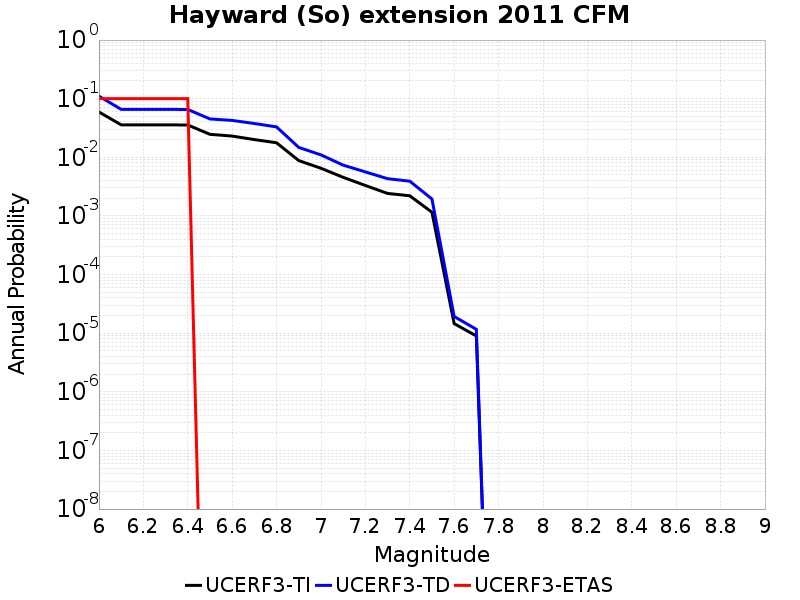 Hayward (So) extension 2011 CFM
10^0
10^-1
10^-2
10^-3
10^-4
10^-5
10^-6
10^-7
10^-8
Annual Probability
6 6.2 6.4 6.6 6.8 7 7.2 7.4 7.6 7.8 8 8.2 8.4 8.6 8.8 9
Magnitude
UCERF3-TI UCERF3-TD UCERF3-ETAS